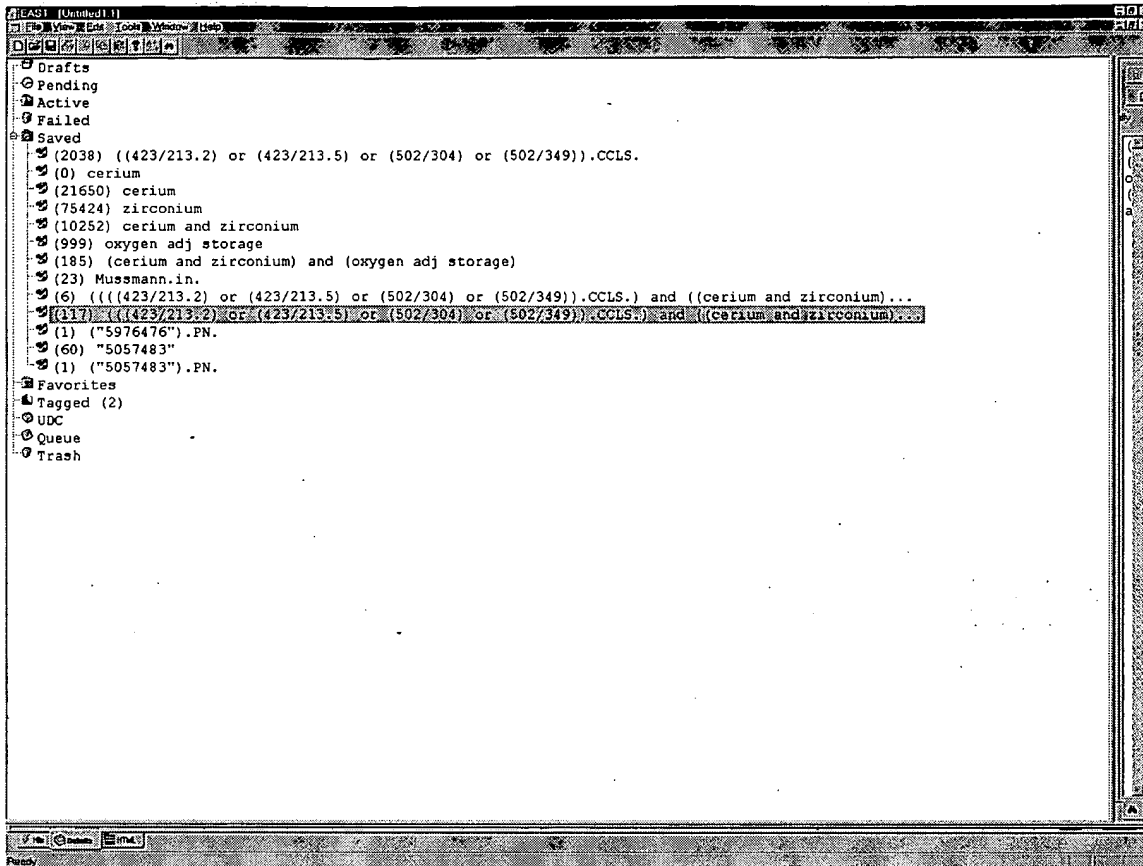 EAST - [Untitled1:1]
File View Edit Tools Window Help
Drafts
Pending
Active
Failed
Saved
(2038) ((423/213.2) or (423/213.5) or (502/304) or (502/349)).CCLS.
(0) cerium
(21650) cerium
(75424) zirconium
(10252) cerium and zirconium
(999) oxygen adj storage
(185) (cerium and zirconium) and (oxygen adj storage)
(23) Mussmann.in.
(6) ((((423/213.2) or (423/213.5) or (502/304) or (502/349)).CCLS.) and ((cerium and zirconium)...
(117) (((423/213.2) or (423/213.5) or (502/304) or (502/349)).CCLS.) and ((cerium and zirconium)...
(1) ("5976476").PN.
(60) "5057483"
(1) ("5057483").PN.
Favorites
Tagged (2)
UDC
Queue
Trash
Details HTML
Ready